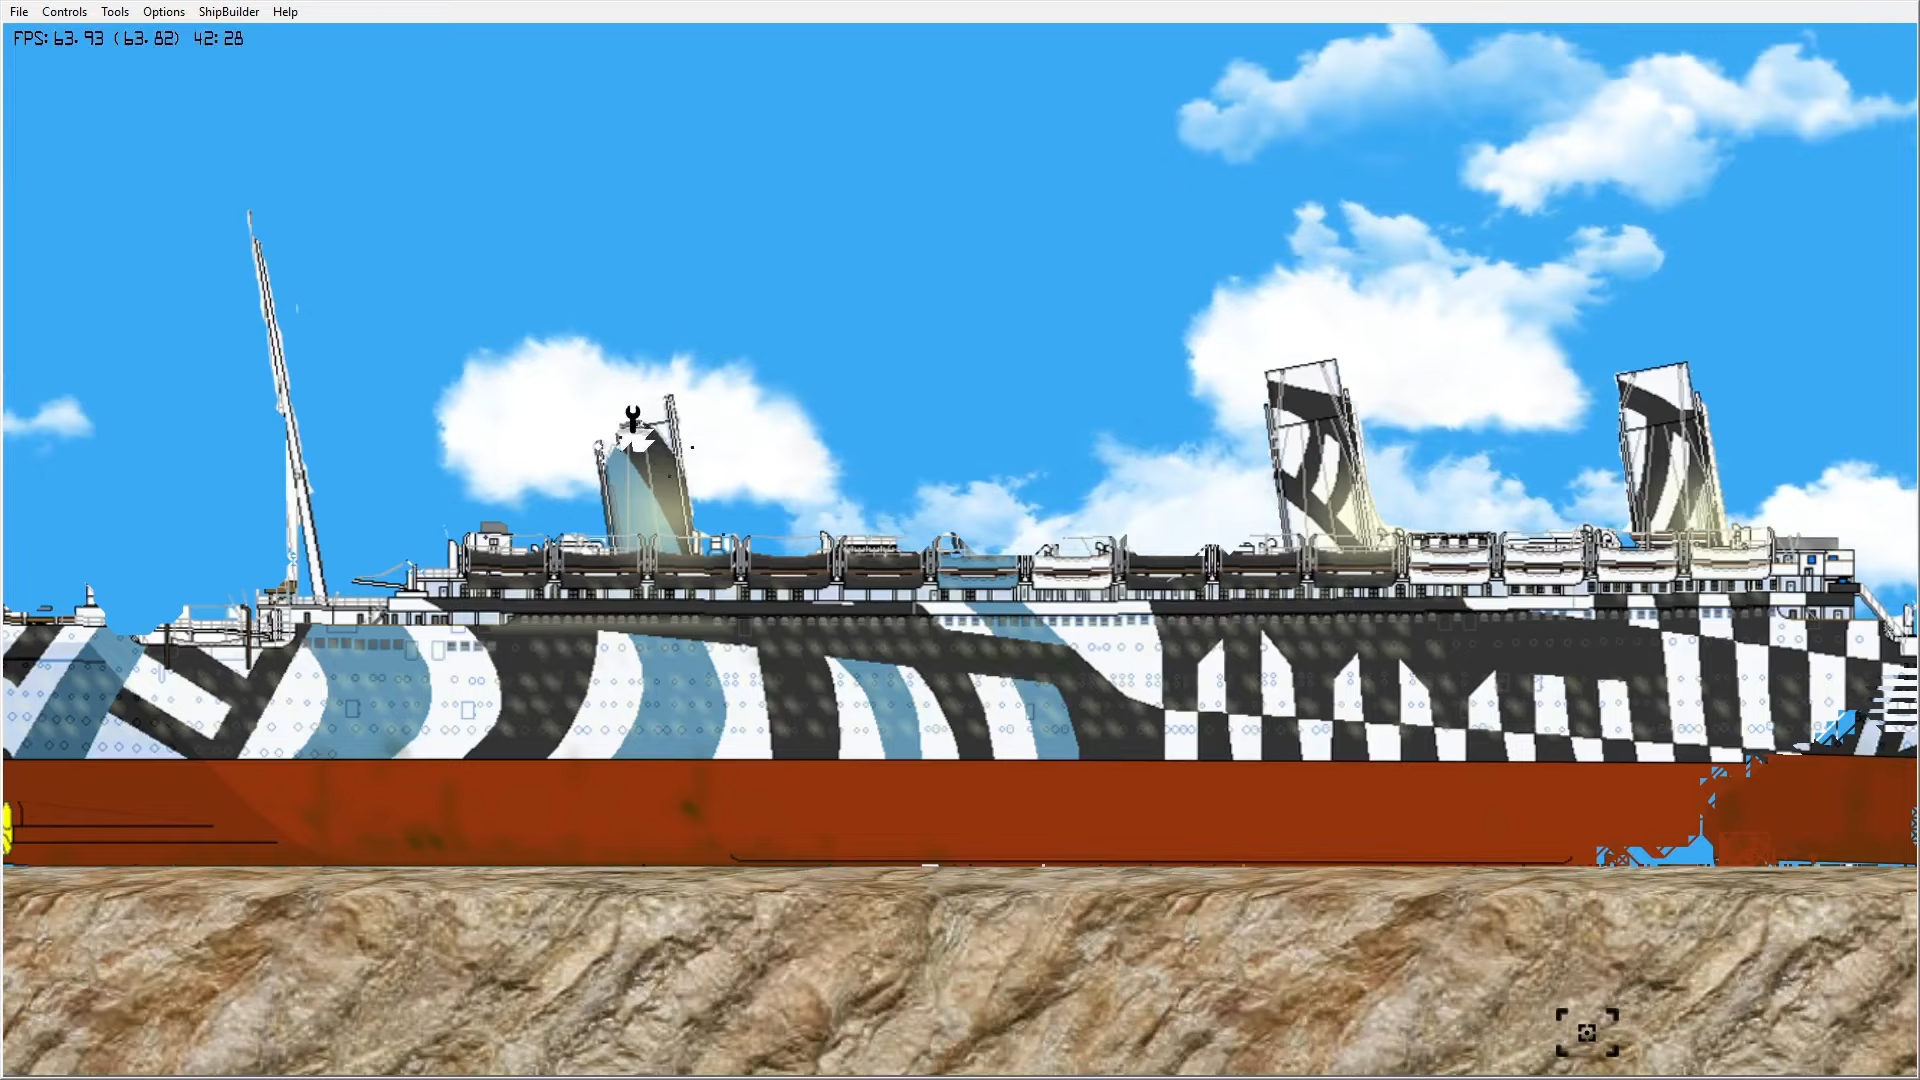 File Controls Tools Options ShipBuilder Help
FPS: 63.93 (63.82) 42:28